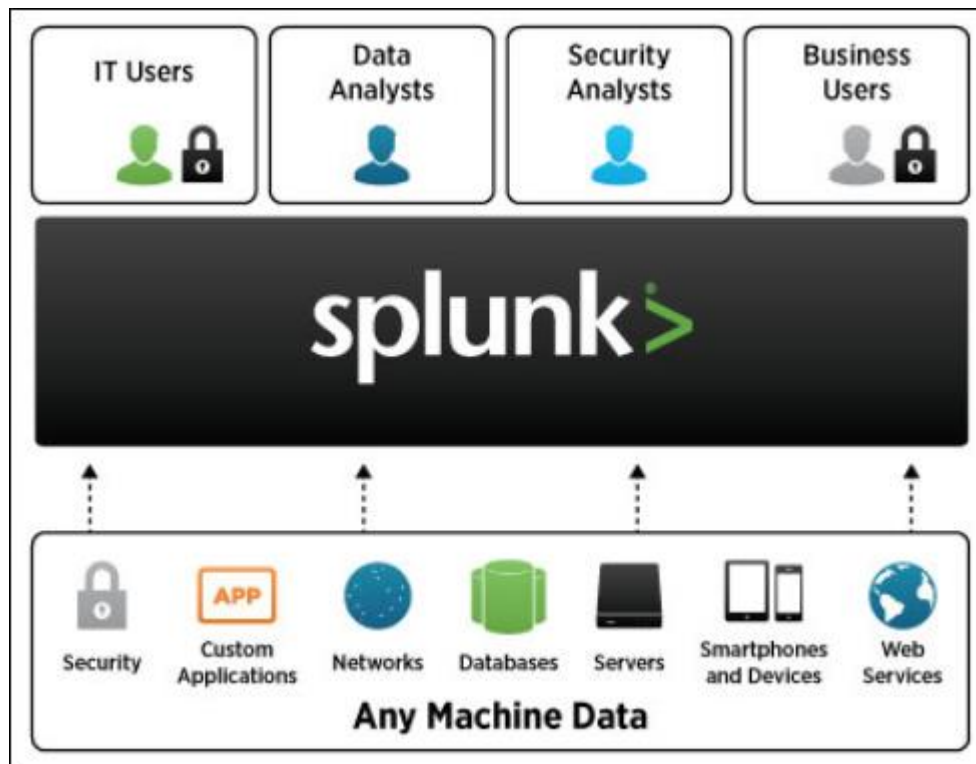 IT Users
Data
Analysts
Security
Analysts
Business
Users
splunk>
Security
Custom
Applications
APP
Networks
Databases
Servers
Smartphones
and Devices
Web
Services
Any Machine Data